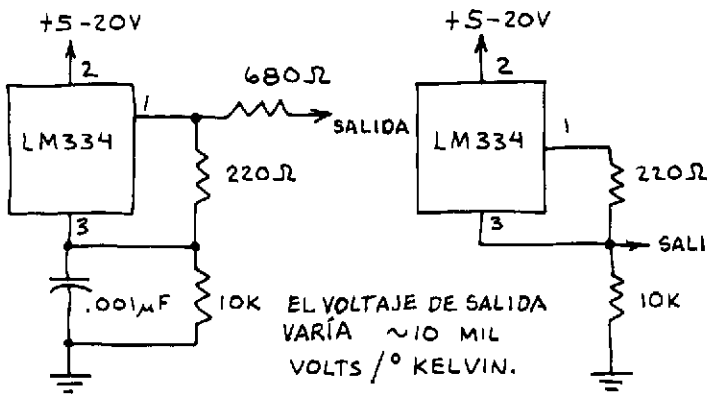 +5-20V
2
1
LM334
680Ω
SALIDA
220Ω
3
.001μF
10K
+5-20V
2
1
LM334
220Ω
3
SALI
10K
EL VOLTAJE DE SALIDA
VARÍA ~10 MIL
VOLTS/° KELVIN.